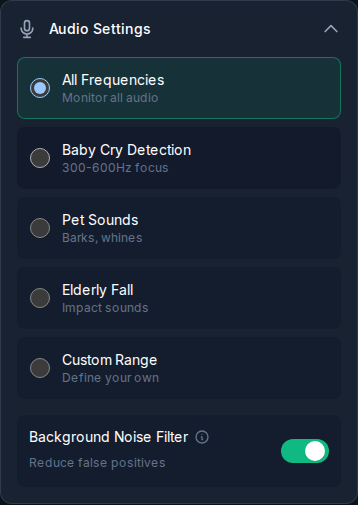 Audio Settings
All Frequencies
Monitor all audio
Baby Cry Detection
300-600Hz focus
Pet Sounds
Barks, whines
Elderly Fall
Impact sounds
Custom Range
Define your own
Background Noise Filter
Reduce false positives